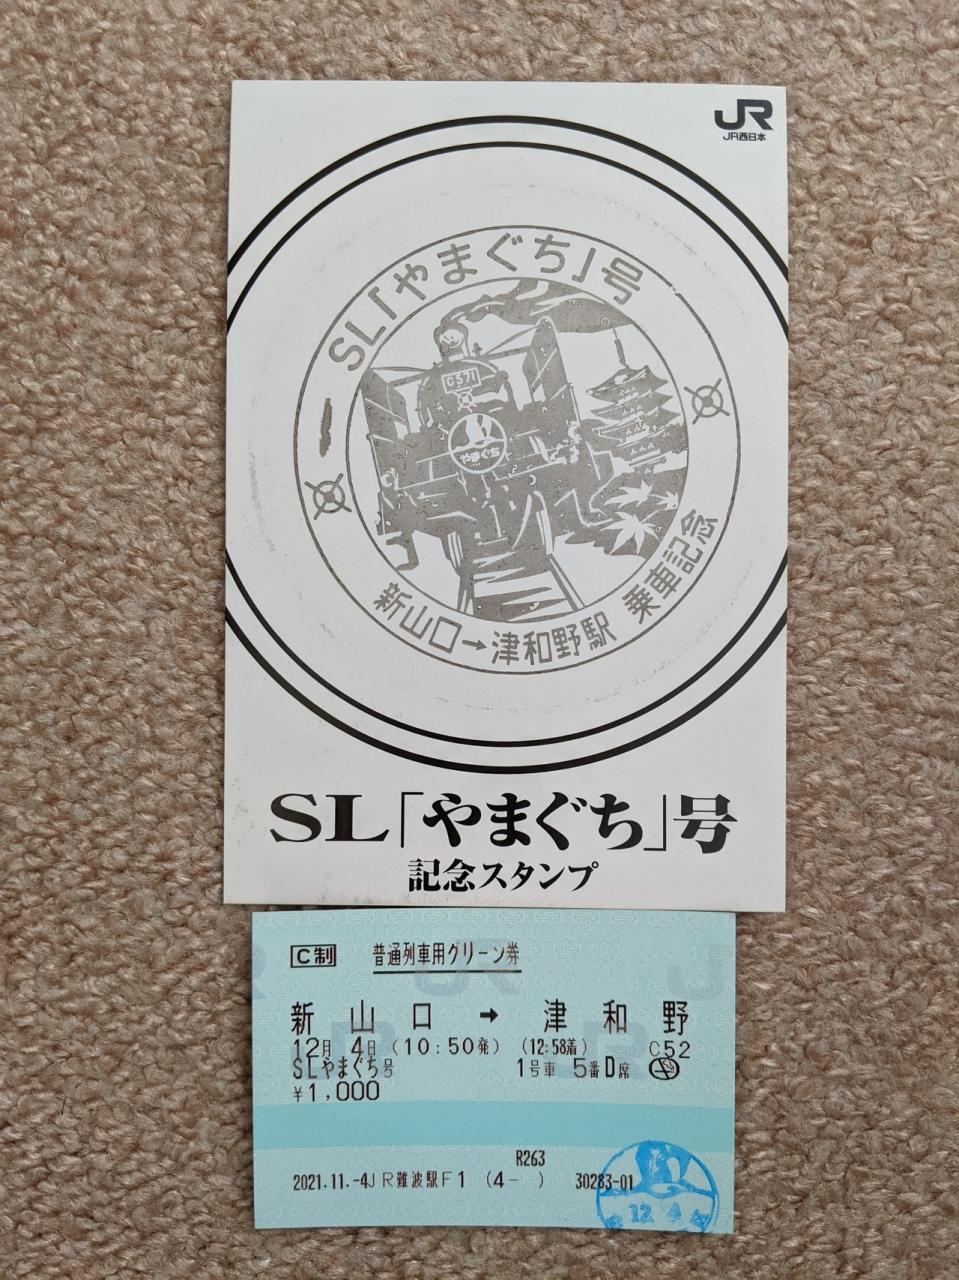 JR
JR西日本
SL「やまぐち」号
C571
やまぐち
新山口→津和野駅 乗車記念
SL「やまぐち」号
記念スタンプ
C制 普通列車用グリーン券
新山口 → 津和野
12月 4日 (10:50発) (12:58着) C52
SLやまぐち号 1号車 5番D席
¥1,000
R263
2021.11.-4JR難波駅F1 (4- ) 30283-01
12.4